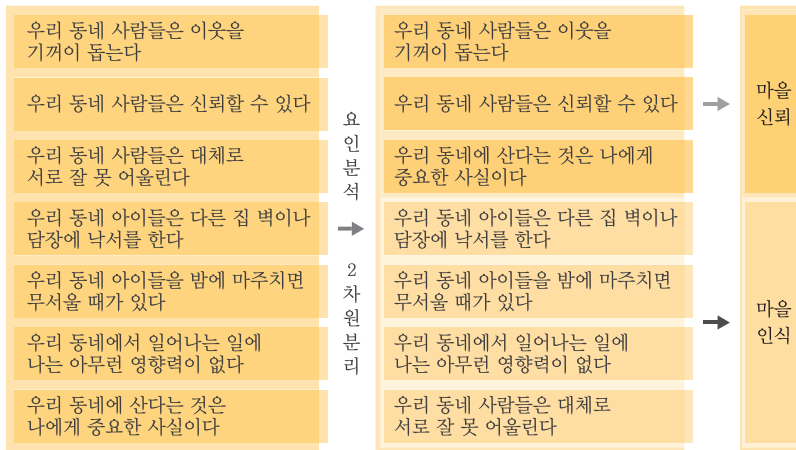 우리 동네 사람들은 이웃을
기꺼이 돕는다
우리 동네 사람들은 신뢰할 수 있다
우리 동네 사람들은 대체로
서로 잘 못 어울린다
우리 동네 아이들은 다른 집 벽이나
담장에 낙서를 한다
우리 동네 아이들을 밤에 마주치면
무서울 때가 있다
우리 동네에서 일어나는 일에
나는 아무런 영향력이 없다
우리 동네에 산다는 것은
나에게 중요한 사실이다
요
인
분
석
2
차
원
분
리
우리 동네 사람들은 이웃을
기꺼이 돕는다
우리 동네 사람들은 신뢰할 수 있다
우리 동네에 산다는 것은 나에게
중요한 사실이다
우리 동네 아이들은 다른 집 벽이나
담장에 낙서를 한다
우리 동네 아이들을 밤에 마주치면
무서울 때가 있다
우리 동네에서 일어나는 일에
나는 아무런 영향력이 없다
우리 동네 사람들은 대체로
서로 잘 못 어울린다
마을
신뢰
마을
인식